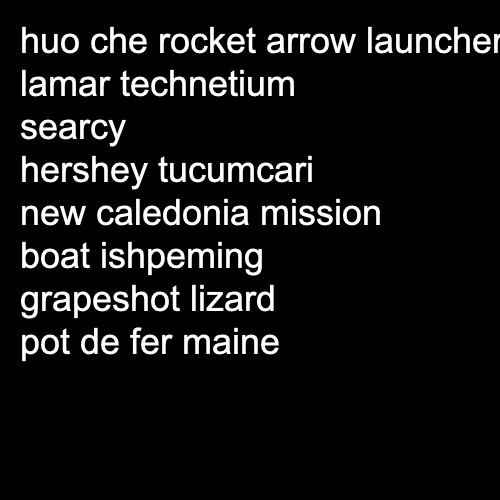 huo che rocket arrow launcher
lamar technetium
searcy
hershey tucumcari
new caledonia mission
boat ishpeming
grapeshot lizard
pot de fer maine